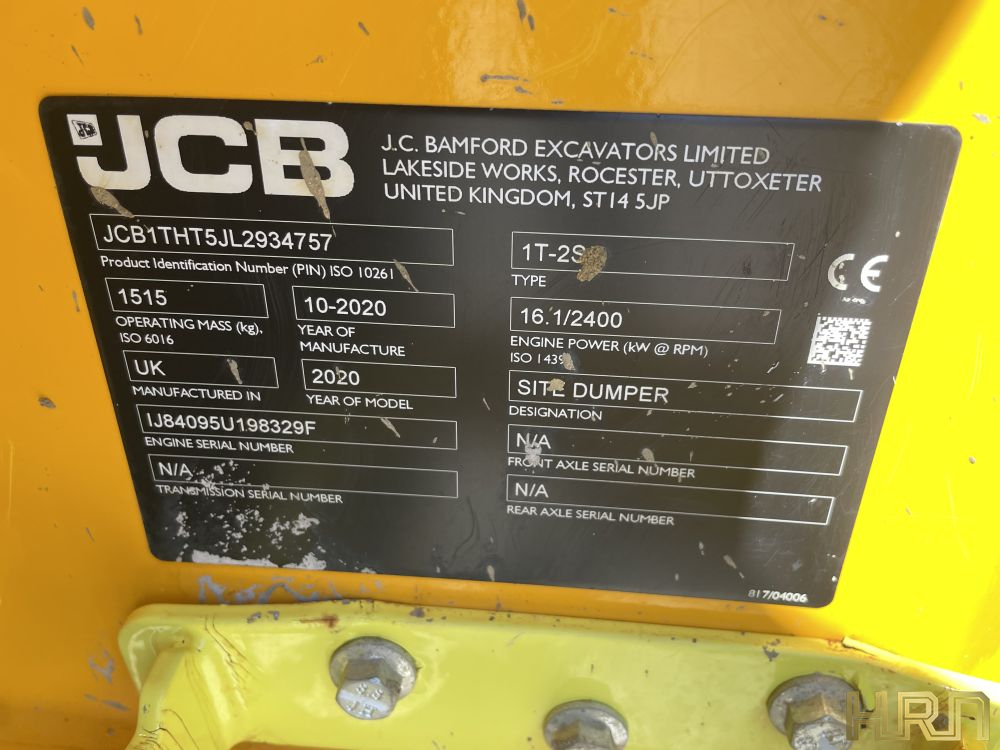 JCB
JCB
J.C. BAMFORD EXCAVATORS LIMITED
LAKESIDE WORKS, ROCESTER, UTTOXETER
UNITED KINGDOM, ST14 5JP
JCB1THT5JL2934757
Product Identification Number (PIN) ISO 10261
1515
OPERATING MASS (kg),
ISO 6016
10-2020
YEAR OF
MANUFACTURE
UK
MANUFACTURED IN
2020
YEAR OF MODEL
IJ84095U198329F
ENGINE SERIAL NUMBER
N/A
TRANSMISSION SERIAL NUMBER
TYPE
16.1/2400
ENGINE POWER (kW @ RPM)
ISO
SITE DUMPER
DESIGNATION
N/A
FRONT AXLE SERIAL NUMBER
N/A
REAR AXLE SERIAL NUMBER
CE
817/04006
HRN